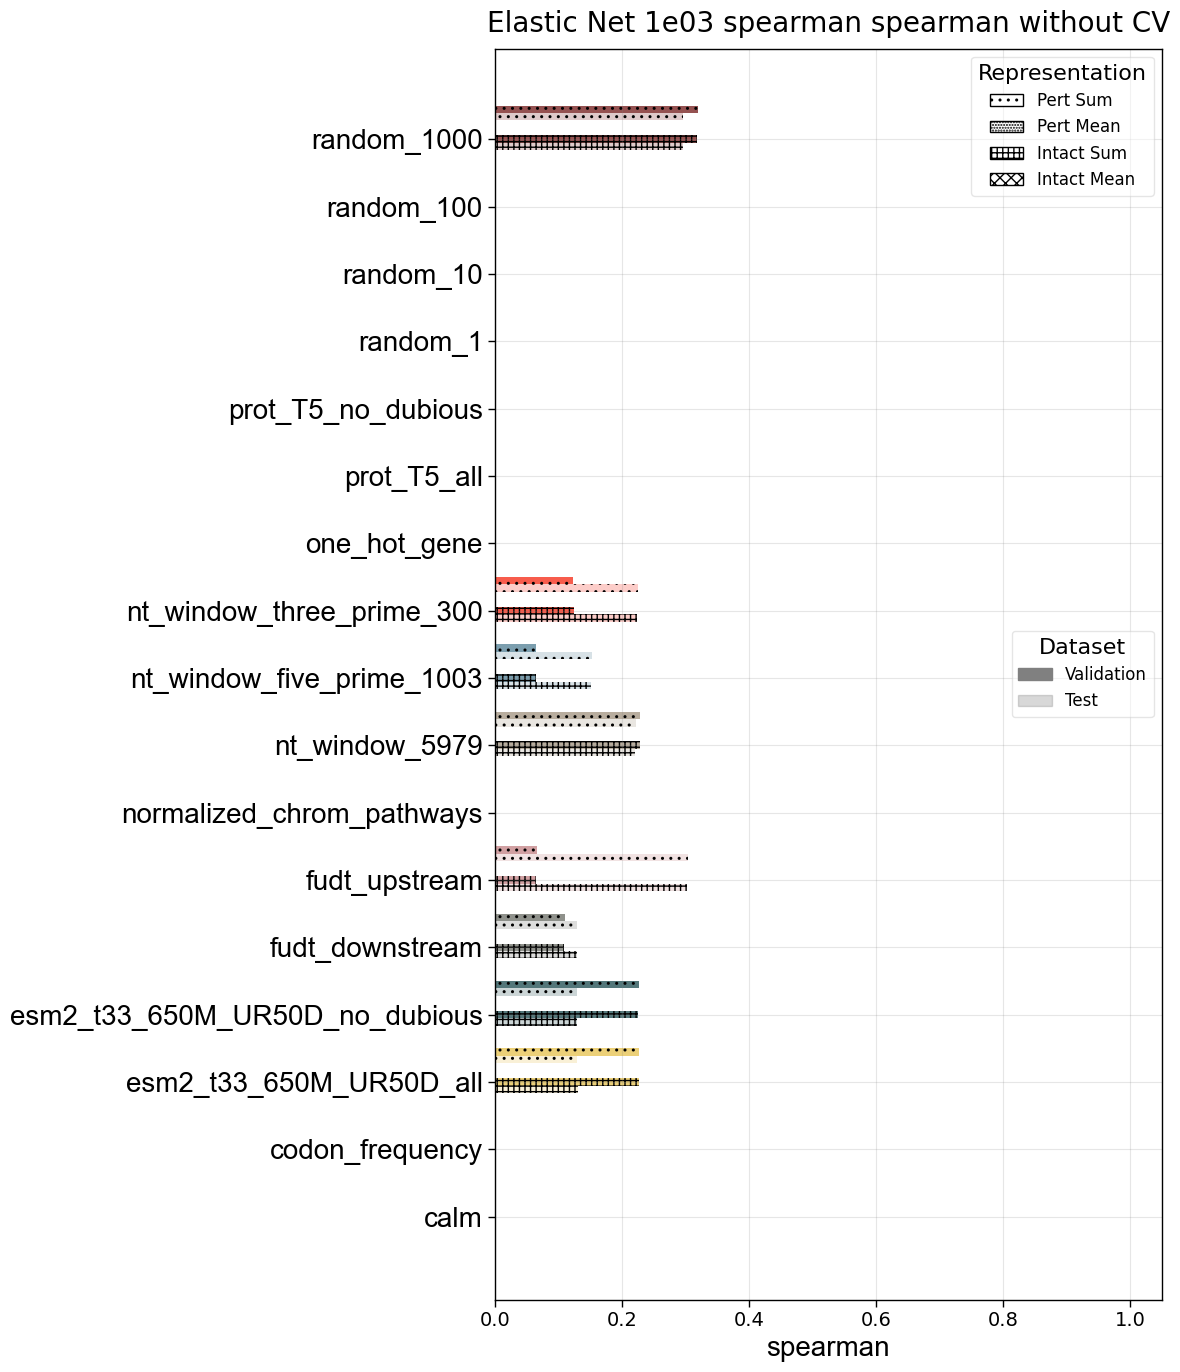 Elastic Net 1e03 spearman spearman without CV
Representation
Pert Sum
Pert Mean
Intact Sum
Intact Mean
random_1000
random_100
random_10
random_1
prot_T5_no_dubious
prot_T5_all
one_hot_gene
nt_window_three_prime_300
nt_window_five_prime_1003
nt_window_5979
normalized_chrom_pathways
fudt_upstream
fudt_downstream
esm2_t33_650M_UR50D_no_dubious
esm2_t33_650M_UR50D_all
codon_frequency
calm
Dataset
Validation
Test
0.0 0.2 0.4 0.6 0.8 1.0
spearman